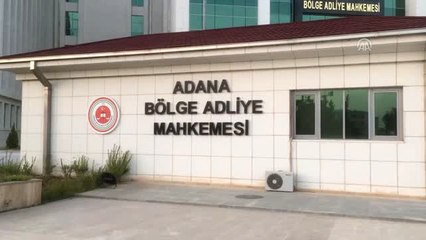 BÖLGE ADLİYE MAHKEMESİ
ADANA
BÖLGE ADLİYE
MAHKEMESİ